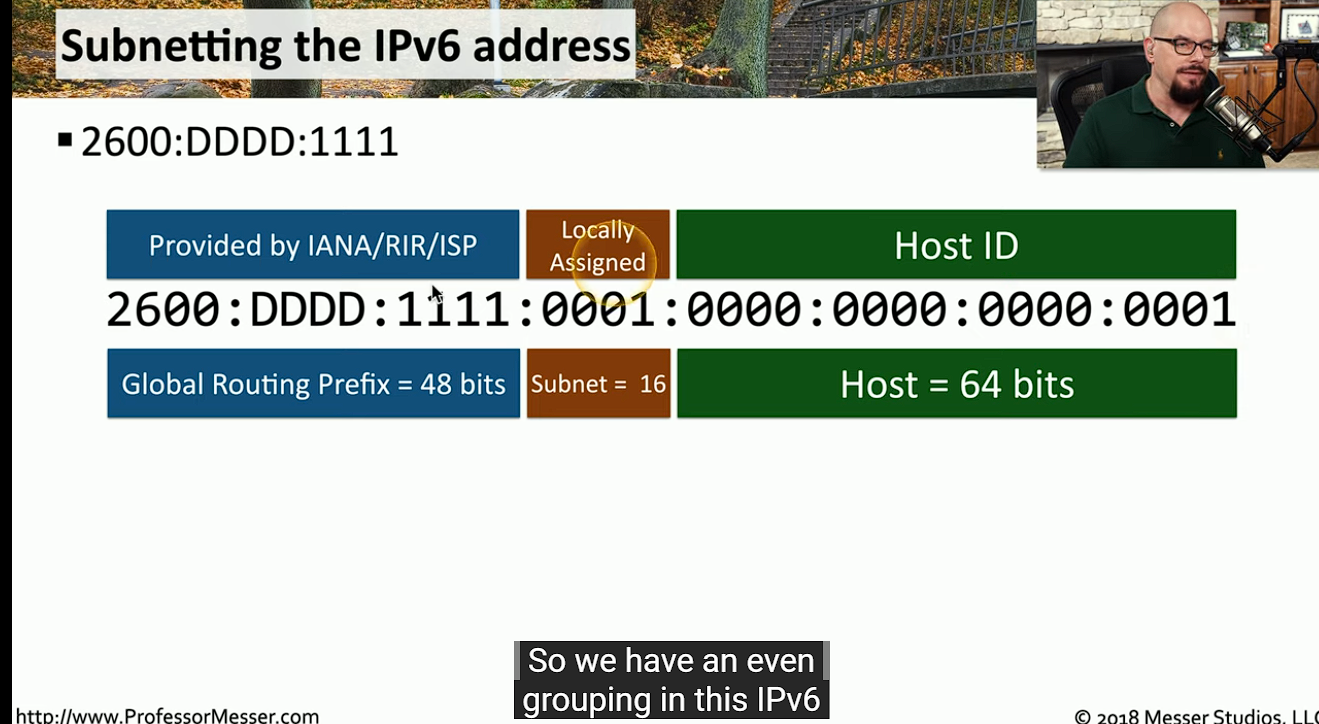 Subnetting the IPv6 address
2600:DDDD:1111
Provided by IANA/RIR/ISP
Locally
Assigned
Host ID
2600:DDDD:1111:0001:0000:0000:0000:0001
Global Routing Prefix = 48 bits
Subnet = 16
Host = 64 bits
So we have an even
grouping in this IPv6
http://www.ProfessorMesser.com
© 2018 Messer Studios, LLC